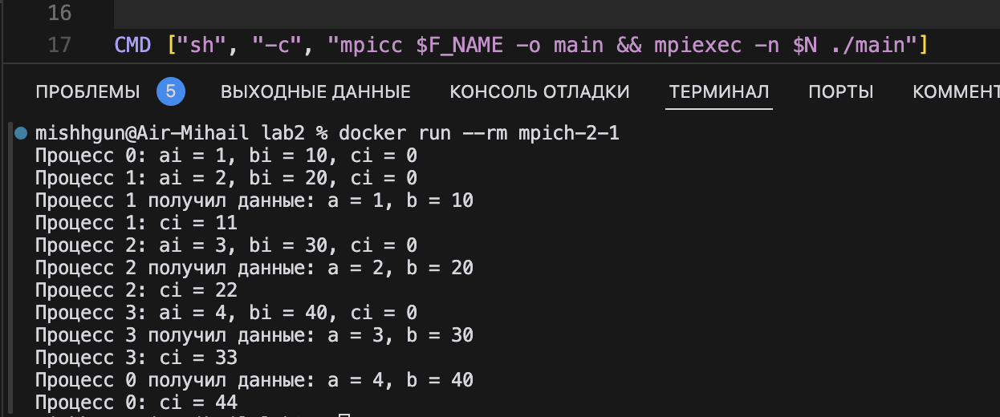 16
17 CMD ["sh", "-c", "mpicc $F_NAME -o main && mpiexec -n $N ./main"]
ПРОБЛЕМЫ 5 ВЫХОДНЫЕ ДАННЫЕ КОНСОЛЬ ОТЛАДКИ ТЕРМИНАЛ ПОРТЫ КОММЕНТ
mishhgun@Air-Mihail lab2 % docker run --rm mpich-2-1
Процесс 0: ai = 1, bi = 10, ci = 0
Процесс 1: ai = 2, bi = 20, ci = 0
Процесс 1 получил данные: a = 1, b = 10
Процесс 1: ci = 11
Процесс 2: ai = 3, bi = 30, ci = 0
Процесс 2 получил данные: a = 2, b = 20
Процесс 2: ci = 22
Процесс 3: ai = 4, bi = 40, ci = 0
Процесс 3 получил данные: a = 3, b = 30
Процесс 3: ci = 33
Процесс 0 получил данные: a = 4, b = 40
Процесс 0: ci = 44